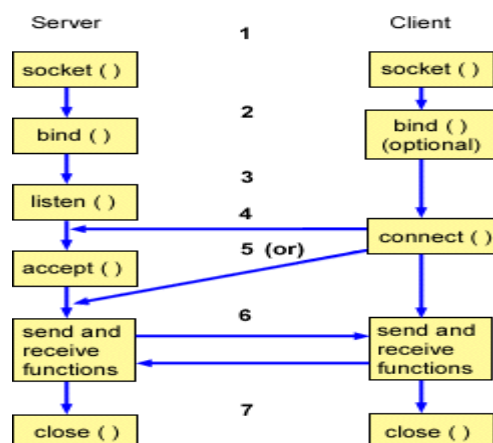 Server
Client
1
socket ( )
socket ( )
2
bind ( )
bind ( )
(optional)
3
listen ( )
4
connect ( )
5 (or)
accept ( )
6
send and
receive
functions
send and
receive
functions
7
close ( )
close ( )